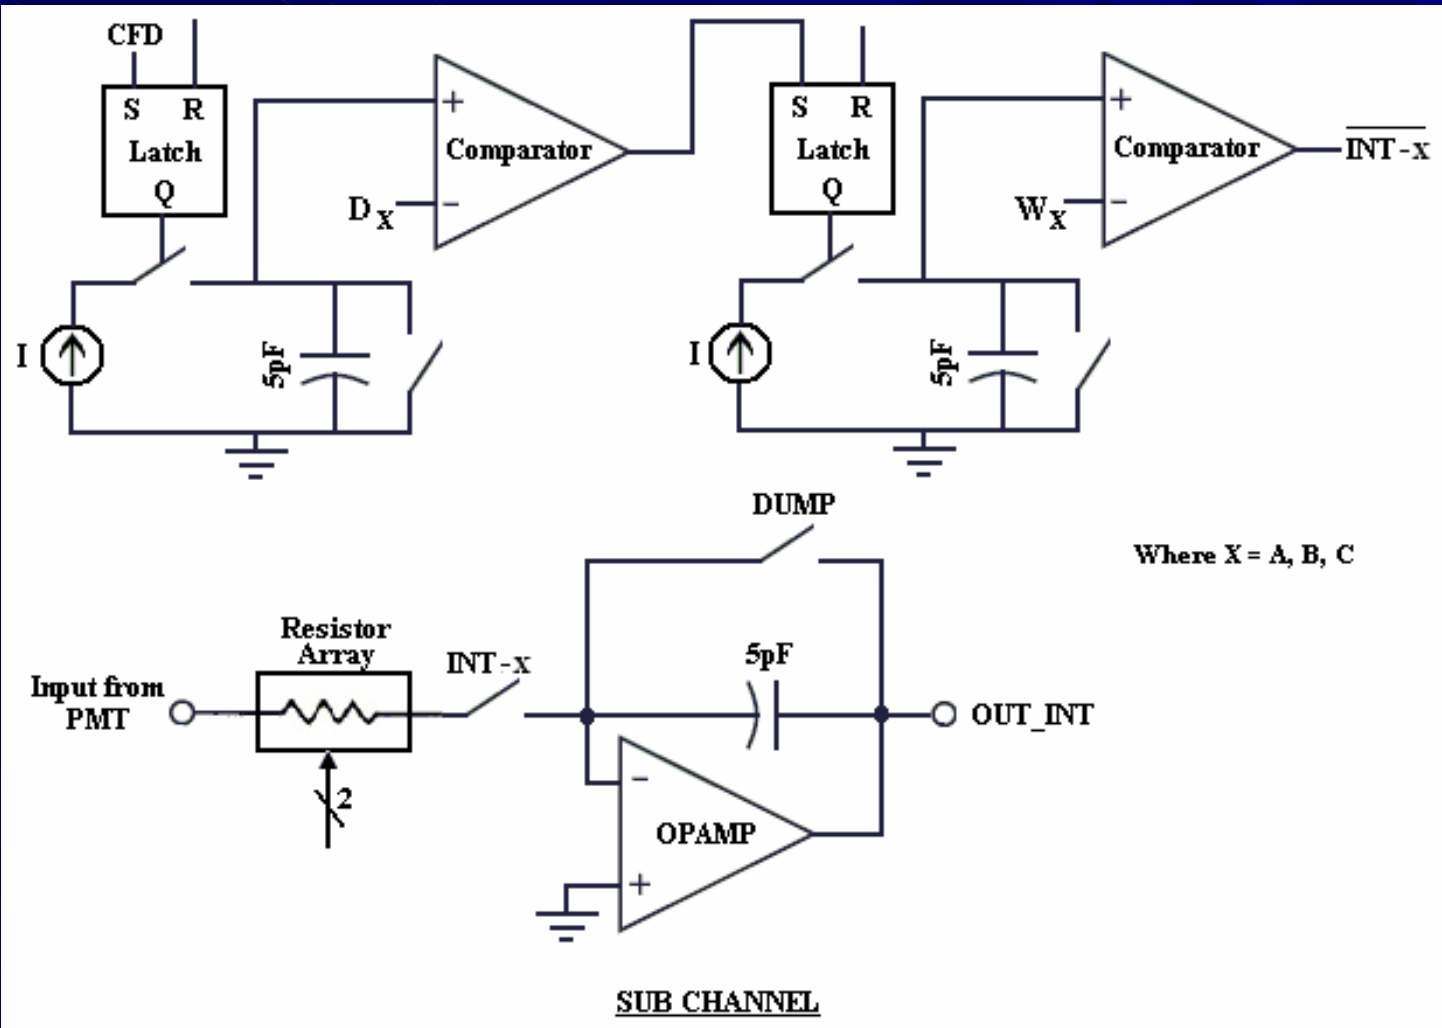 CFD
S R
Latch
Q
+
Comparator
D X
−
I
5pF
S R
Latch
Q
+
Comparator
W X
−
INT-x
I
5pF
DUMP
Where X = A, B, C
Resistor
Array
INT-x
5pF
Input from
PMT
OUT_INT
2
−
OPAMP
+
SUB CHANNEL